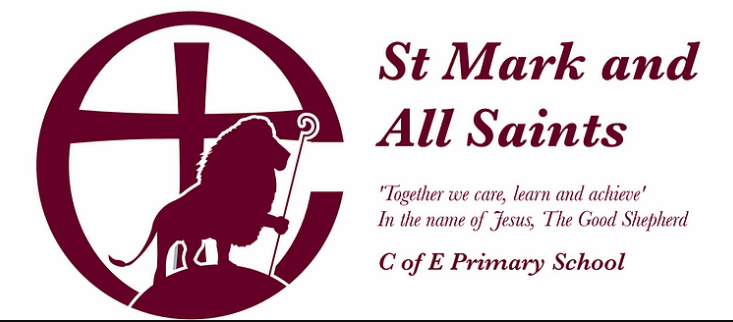 St Mark and
All Saints
'Together we care, learn and achieve'
In the name of Jesus, The Good Shepherd
C of E Primary School